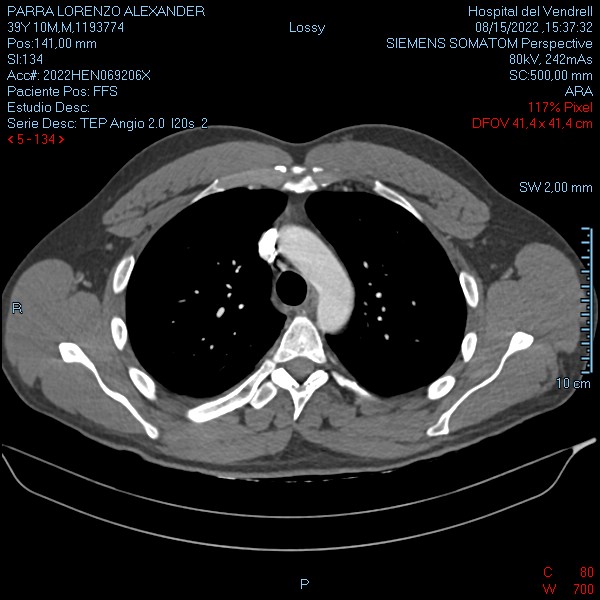 PARRA LORENZO ALEXANDER
39Y 10M,M,1193774
Pos:141,00 mm
SI:134
Acc#: 2022HEN069206X
Paciente Pos: FFS
Estudio Desc:
Serie Desc: TEP Angio 2.0 I20s_2
< 5 - 134 >
Lossy
Hospital del Vendrell
08/15/2022 ,15:37:32
SIEMENS SOMATOM Perspective
80kV, 242mAs
SC:500,00 mm
ARA
117% Pixel
DFOV 41,4 x 41,4 cm
SW 2,00 mm
R
10 cm
P
C 80
W 700